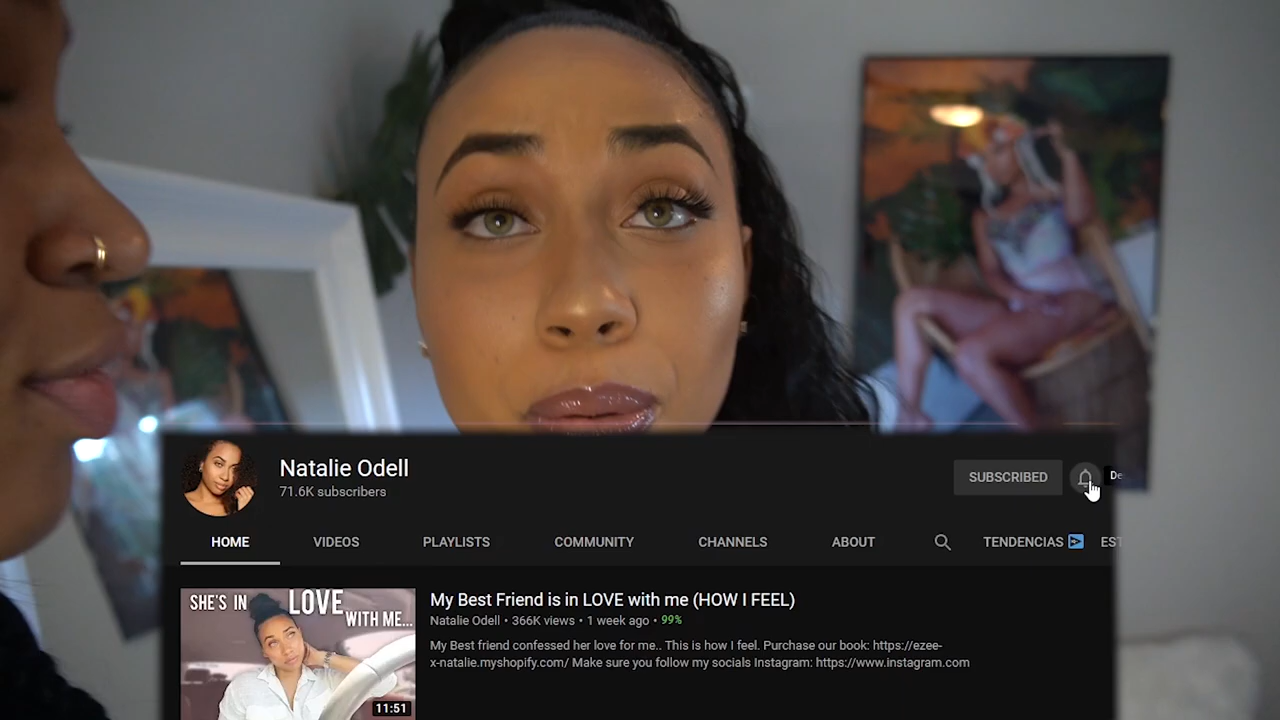 Natalie Odell
71.6K subscribers
SUBSCRIBED
De
HOME VIDEOS PLAYLISTS COMMUNITY CHANNELS ABOUT TENDENCIAS EST
SHE'S IN LOVE WITH ME...
11:51
My Best Friend is in LOVE with me (HOW I FEEL)
Natalie Odell • 366K views • 1 week ago • 99%
My Best friend confessed her love for me.. This is how I feel. Purchase our book: https://ezee-
x-natalie.myshopify.com/ Make sure you follow my socials Instagram: https://www.instagram.com